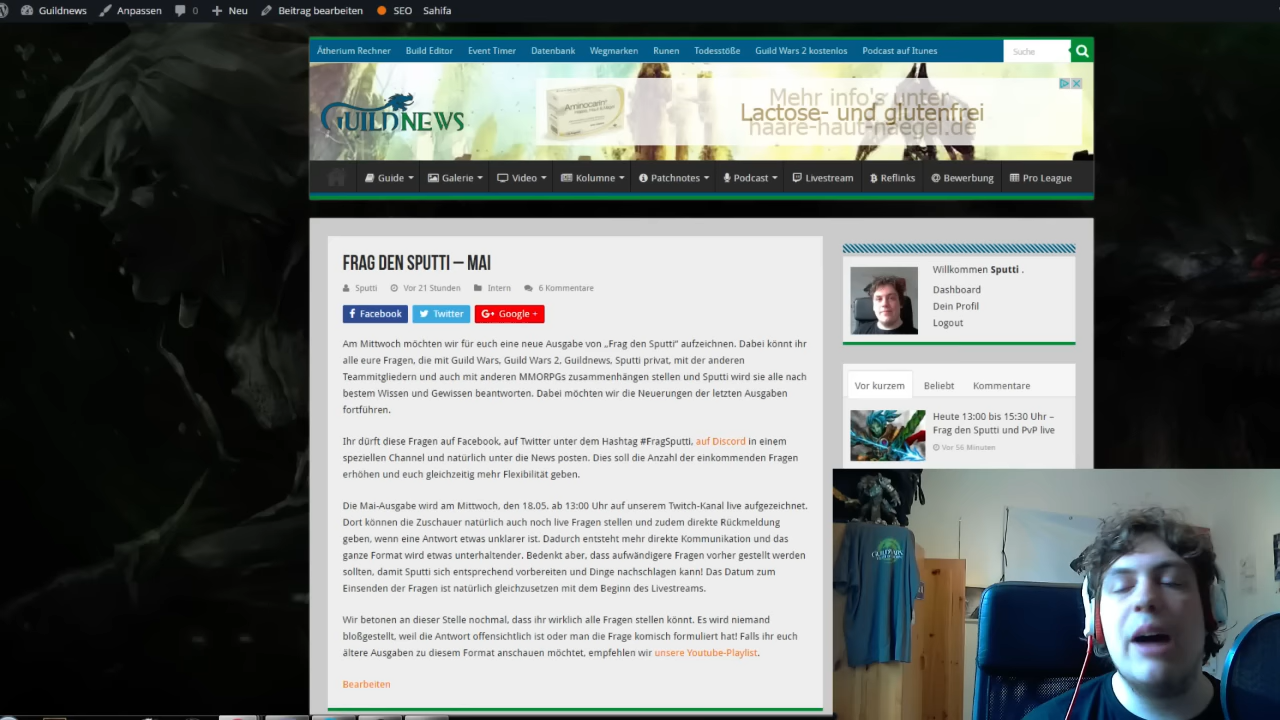 Guildnews Anpassen 0 Neu Beitrag bearbeiten SEO Sahifa
Ätherium Rechner Build Editor Event Timer Datenbank Wegmarken Runen Todesstöße Guild Wars 2 kostenlos Podcast auf Itunes Suche
GUILDNEWS
Aminocarin
Mehr info's unter
Lactose- und glutenfrei
haare-haut-naegel.de
Guide Galerie Video Kolumne Patchnotes Podcast Livestream Reflinks Bewerbung Pro League
FRAG DEN SPUTTI – MAI
Sputti Vor 21 Stunden Intern 6 Kommentare
Facebook Twitter Google +
Am Mittwoch möchten wir für euch eine neue Ausgabe von „Frag den Sputti“ aufzeichnen. Dabei könnt ihr
alle eure Fragen, die mit Guild Wars, Guild Wars 2, Guildnews, Sputti privat, mit der anderen
Teammitgliedern und auch mit anderen MMORPGs zusammenhängen stellen und Sputti wird sie alle nach
bestem Wissen und Gewissen beantworten. Dabei möchten wir die Neuerungen der letzten Ausgaben
fortführen.
Ihr dürft diese Fragen auf Facebook, auf Twitter unter dem Hashtag #FragSputti, auf Discord in einem
speziellen Channel und natürlich unter die News posten. Dies soll die Anzahl der einkommenden Fragen
erhöhen und euch gleichzeitig mehr Flexibilität geben.
Die Mai-Ausgabe wird am Mittwoch, den 18.05. ab 13:00 Uhr auf unserem Twitch-Kanal live aufgezeichnet.
Dort können die Zuschauer natürlich auch noch live Fragen stellen und zudem direkte Rückmeldung
geben, wenn eine Antwort etwas unklarer ist. Dadurch entsteht mehr direkte Kommunikation und das
ganze Format wird etwas unterhaltender. Bedenkt aber, dass aufwändigere Fragen vorher gestellt werden
sollten, damit Sputti sich entsprechend vorbereiten und Dinge nachschlagen kann! Das Datum zum
Einsenden der Fragen ist natürlich gleichzusetzen mit dem Beginn des Livestreams.
Wir betonen an dieser Stelle nochmal, dass ihr wirklich alle Fragen stellen könnt. Es wird niemand
bloßgestellt, weil die Antwort offensichtlich ist oder man die Frage komisch formuliert hat! Falls ihr euch
ältere Ausgaben zu diesem Format anschauen möchtet, empfehlen wir unsere Youtube-Playlist.
Bearbeiten
Willkommen Sputti .
Dashboard
Dein Profil
Logout
Vor kurzem Beliebt Kommentare
Heute 13:00 bis 15:30 Uhr –
Frag den Sputti und PvP live
Vor 56 Minuten
GUILD WARS